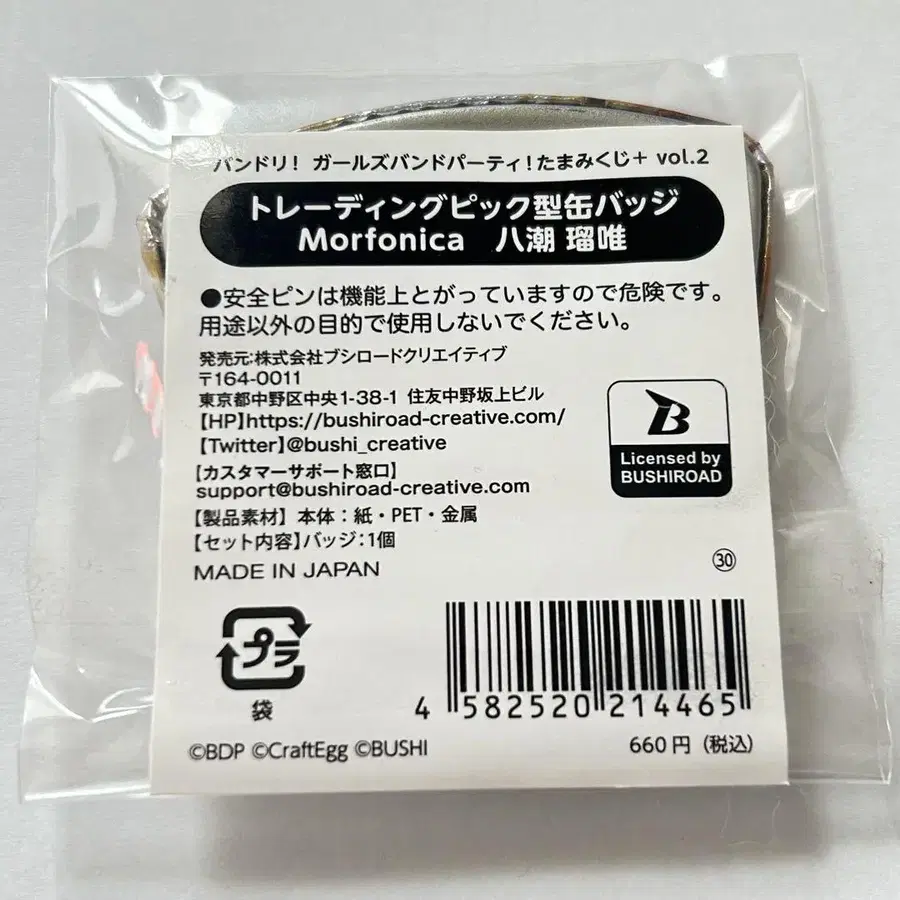 バンドリ! ガールズバンドパーティ!たまみくじ+ vol.2
トレーディングピック型缶バッジ
Morfonica 八潮 瑠唯
●安全ピンは機能上とがっていますので危険です。
用途以外の目的で使用しないでください。
発売元:株式会社ブシロードクリエイティブ
〒164-0011
東京都中野区中央1-38-1 住友中野坂上ビル
【HP】https://bushiroad-creative.com/
【Twitter】@bushi_creative
【カスタマーサポート窓口】
support@bushiroad-creative.com
B
Licensed by
BUSHIROAD
【製品素材】本体:紙・PET・金属
【セット内容】バッジ:1個
MADE IN JAPAN
㉚
プラ
袋
4 582520 214465
©BDP ©CraftEgg ©BUSHI
660円(税込)